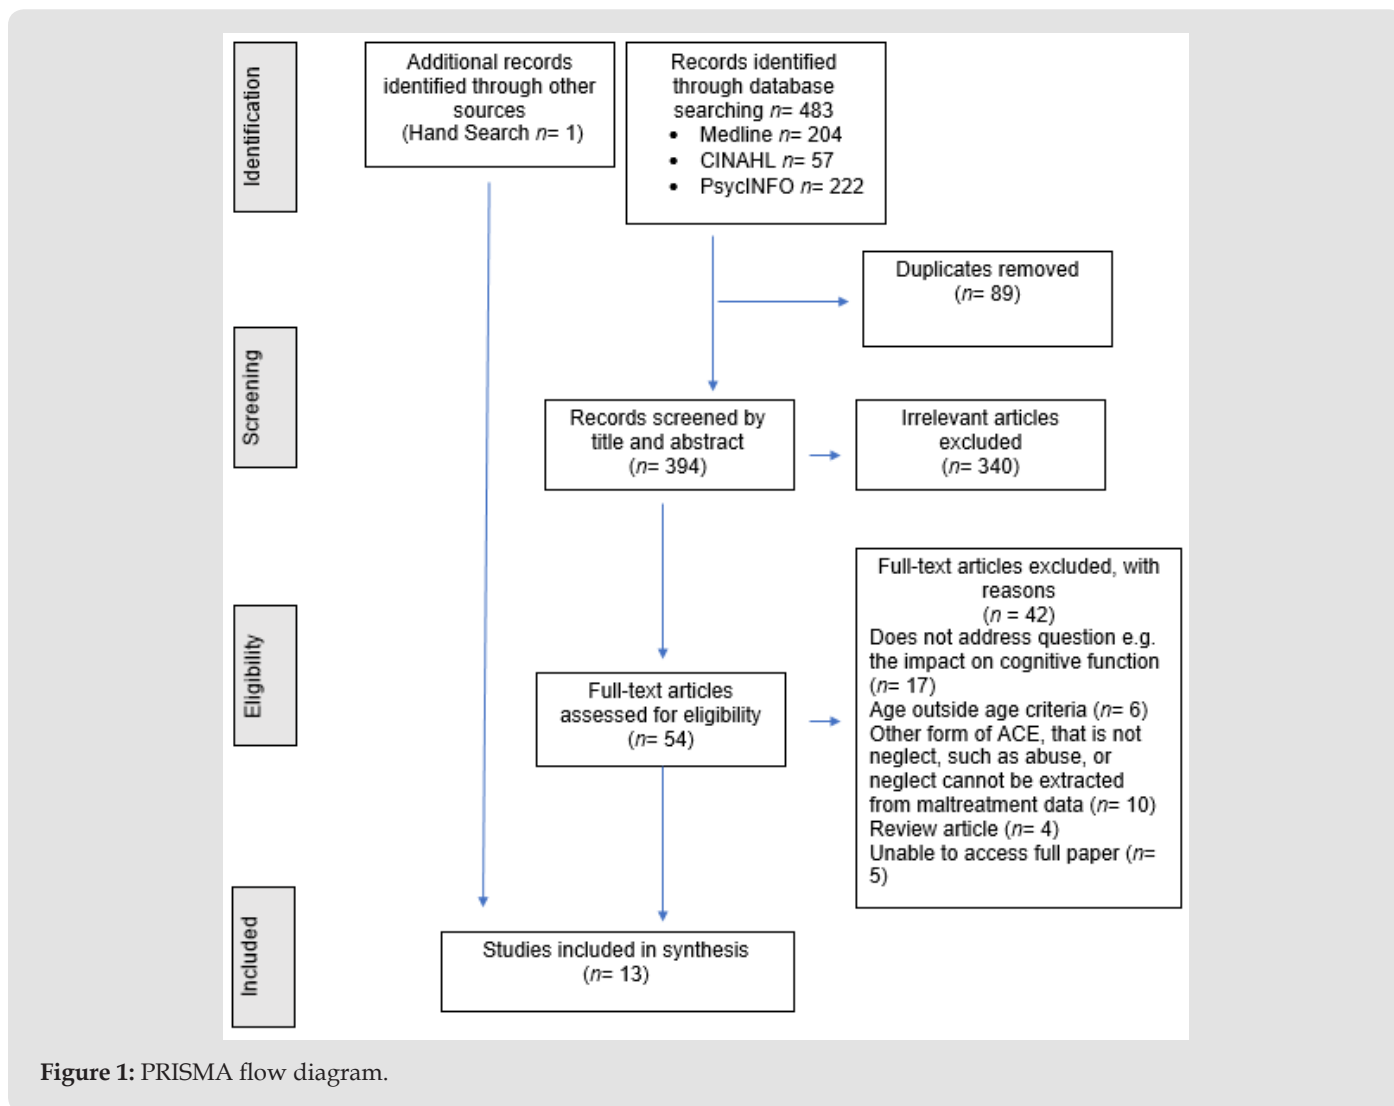 Identification
Additional records
identified through other
sources
(Hand Search n= 1)
Records identified
through database
searching n= 483
• Medline n= 204
• CINAHL n= 57
• PsycINFO n= 222
Duplicates removed
(n= 89)
Screening
Records screened by
title and abstract
(n= 394)
Irrelevant articles
excluded
(n= 340)
Eligibility
Full-text articles
assessed for eligibility
(n= 54)
Full-text articles excluded, with
reasons
(n = 42)
Does not address question e.g.
the impact on cognitive function
(n= 17)
Age outside age criteria (n= 6)
Other form of ACE, that is not
neglect, such as abuse, or
neglect cannot be extracted
from maltreatment data (n= 10)
Review article (n= 4)
Unable to access full paper (n=
5)
Included
Studies included in synthesis
(n= 13)
Figure 1: PRISMA flow diagram.